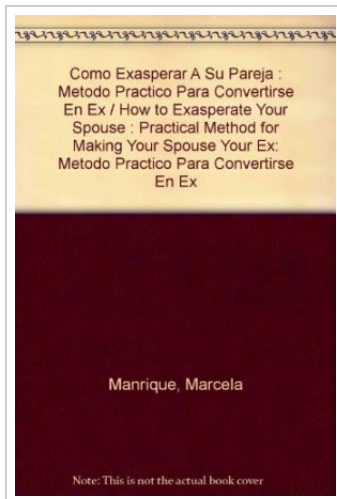 Como Exasperar A Su Pareja :
Metodo Practico Para Convertirse
En Ex / How to Exasperate Your
Spouse : Practical Method for
Making Your Spouse Your Ex:
Metodo Practico Para Convertirse
En Ex
Manrique, Marcela
Note: This is not the actual book cover